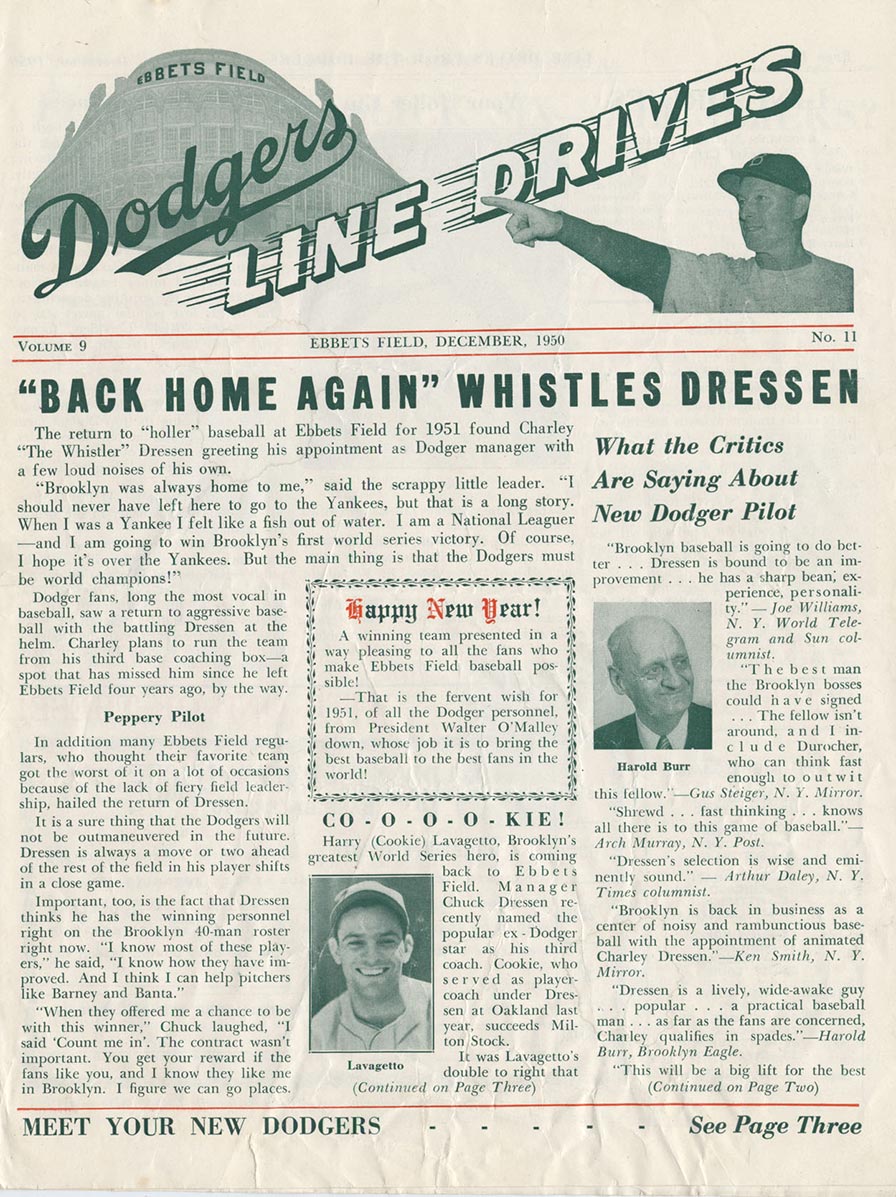 EBBETS FIELD
Dodgers
LINE DRIVES
VOLUME 9
EBBETS FIELD, DECEMBER, 1950
No. 11
"BACK HOME AGAIN" WHISTLES DRESSEN
The return to "holler" baseball at Ebbets Field for 1951 found Charley
"The Whistler" Dressen greeting his appointment as Dodger manager with
a few loud noises of his own.
"Brooklyn was always home to me," said the scrappy little leader. "I
should never have left here to go to the Yankees, but that is a long story.
When I was a Yankee I felt like a fish out of water. I am a National Leaguer
—and I am going to win Brooklyn's first world series victory. Of course,
I hope it's over the Yankees. But the main thing is that the Dodgers must
be world champions!"
Dodger fans, long the most vocal in
baseball, saw a return to aggressive base-
ball with the battling Dressen at the
helm. Charley plans to run the team
from his third base coaching box—a
spot that has missed him since he left
Ebbets Field four years ago, by the way.
Peppery Pilot
In addition many Ebbets Field regu-
lars, who thought their favorite team
got the worst of it on a lot of occasions
because of the lack of fiery field leader-
ship, hailed the return of Dressen.
It is a sure thing that the Dodgers will
not be outmaneuvered in the future.
Dressen is always a move or two ahead
of the rest of the field in his player shifts
in a close game.
Important, too, is the fact that Dressen
thinks he has the winning personnel
right on the Brooklyn 40-man roster
right now. "I know most of these play-
ers," he said, "I know how they have im-
proved. And I think I can help pitchers
like Barney and Banta."
"When they offered me a chance to be
with this winner," Chuck laughed, "I
said 'Count me in'. The contract wasn't
important. You get your reward if the
fans like you, and I know they like me
in Brooklyn. I figure we can go places.
Happy New Year!
A winning team presented in a
way pleasing to all the fans who
make Ebbets Field baseball pos-
sible!
—That is the fervent wish for
1951, of all the Dodger personnel,
from President Walter O'Malley
down, whose job it is to bring the
best baseball to the best fans in the
world!
CO - O - O - O - KIE!
Harry (Cookie) Lavagetto, Brooklyn's
greatest World Series hero, is coming
back to Ebbets
Field. Manager
Chuck Dressen re-
cently named the
popular ex-Dodger
star as his third
coach. Cookie, who
served as player-
coach under Dres-
sen at Oakland last
year, succeeds Mil-
ton Stock.
It was Lavagetto's
double to right that
Lavagetto
(Continued on Page Three)
What the Critics
Are Saying About
New Dodger Pilot
"Brooklyn baseball is going to do bet-
ter . . . Dressen is bound to be an im-
provement . . . he has a sharp bean, ex-
perience, personali-
ty."—Joe Williams,
N. Y. World Tele-
gram and Sun col-
umnist.
"The best man
the Brooklyn bosses
could have signed
. . . The fellow isn't
around, and I in-
clude Durocher,
who can think fast
enough to outwit
Harold Burr
this fellow."—Gus Steiger, N. Y. Mirror.
"Shrewd . . . fast thinking . . . knows
all there is to this game of baseball."—
Arch Murray, N. Y. Post.
"Dressen's selection is wise and emi-
nently sound." — Arthur Daley, N. Y.
Times columnist.
"Brooklyn is back in business as a
center of noisy and rambunctious base-
ball with the appointment of animated
Charley Dressen."—Ken Smith, N. Y.
Mirror.
"Dressen is a lively, wide-awake guy
. . . popular . . . a practical baseball
man . . . as far as the fans are concerned,
Charley qualifies in spades."—Harold
Burr, Brooklyn Eagle.
"This will be a big lift for the best
(Continued on Page Two)
MEET YOUR NEW DODGERS - - - - - See Page Three